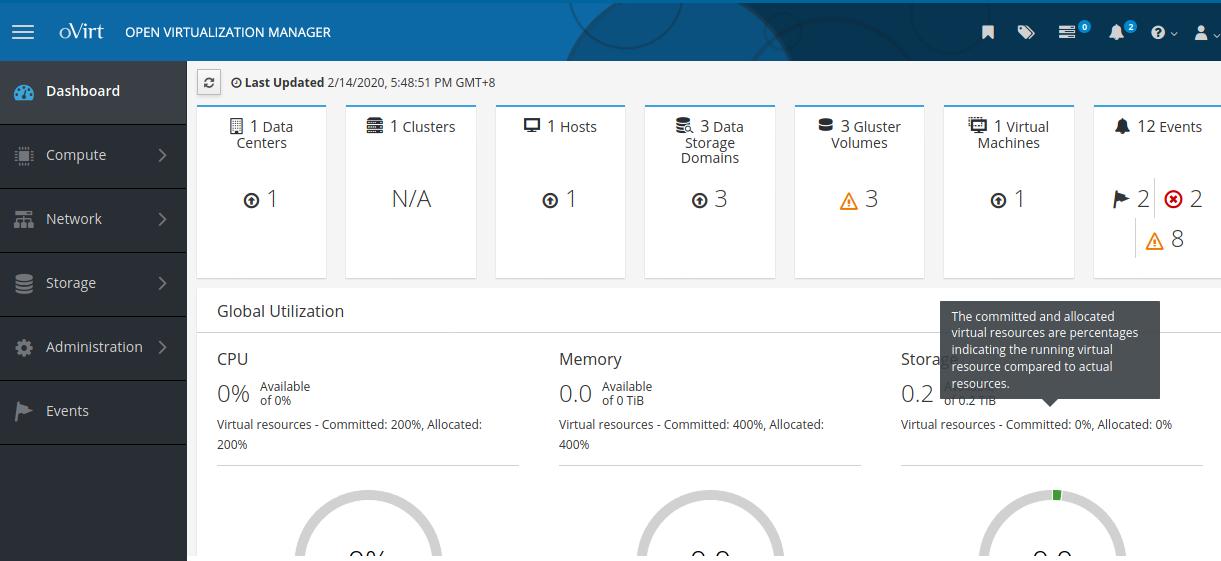 oVirt OPEN VIRTUALIZATION MANAGER 0 2
Dashboard
Compute
Network
Storage
Administration
Events
Last Updated 2/14/2020, 5:48:51 PM GMT+8
1 Data
Centers
1
1 Clusters
N/A
1 Hosts
1
3 Data
Storage
Domains
3
3 Gluster
Volumes
3
1 Virtual
Machines
1
12 Events
2 2
8
Global Utilization
CPU
0% Available
of 0%
Virtual resources - Committed: 200%, Allocated:
200%
Memory
0.0 Available
of 0 TiB
Virtual resources - Committed: 400%, Allocated:
400%
The committed and allocated
virtual resources are percentages
indicating the running virtual
resource compared to actual
resources.
Storage
0.2
of 0.2 TiB
Virtual resources - Committed: 0%, Allocated: 0%